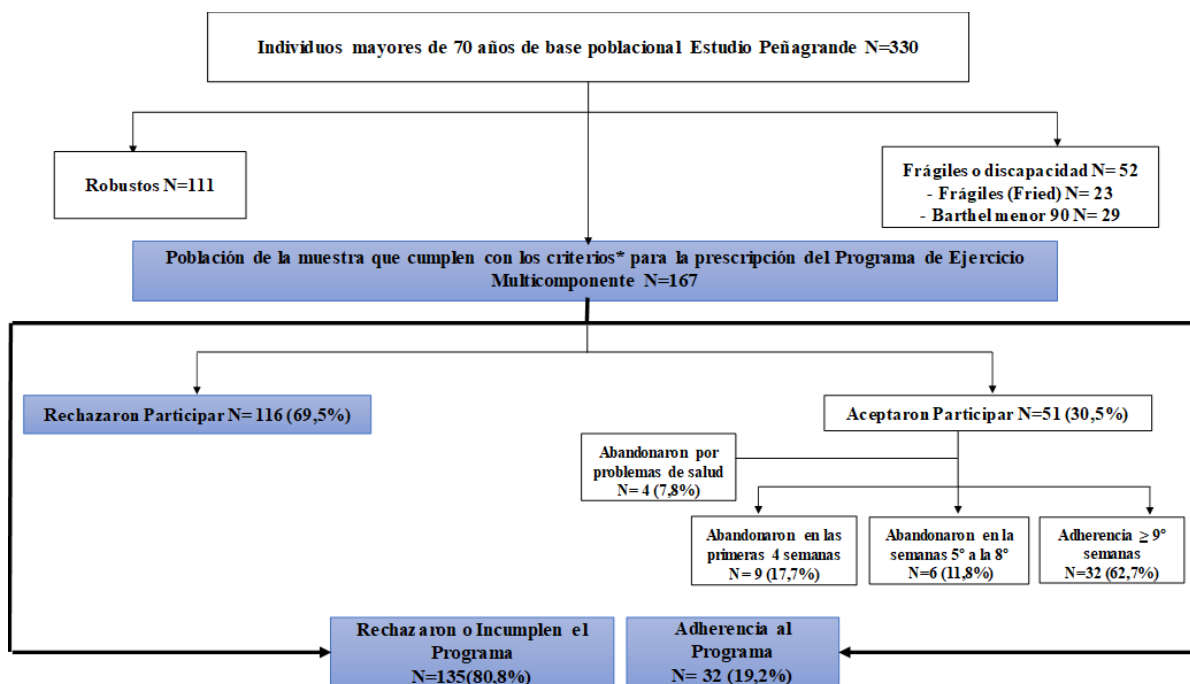 Individuos mayores de 70 años de base poblacional Estudio Peñagrande N=330
Robustos N=111
Frágiles o discapacidad N= 52
- Frágiles (Fried) N= 23
- Barthel menor 90 N= 29
Población de la muestra que cumplen con los criterios* para la prescripción del Programa de Ejercicio
Multicomponente N=167
Rechazaron Participar N= 116 (69,5%)
Aceptaron Participar N=51 (30,5%)
Abandonaron por
problemas de salud
N= 4 (7,8%)
Abandonaron en las
primeras 4 semanas
N= 9 (17,7%)
Abandonaron en la
semanas 5° a la 8°
N=6 (11,8%)
Adherencia ≥ 9°
semanas
N=32 (62,7%)
Rechazaron o Incumplen el
Programa
N=135(80,8%)
Adherencia al
Programa
N= 32 (19,2%)